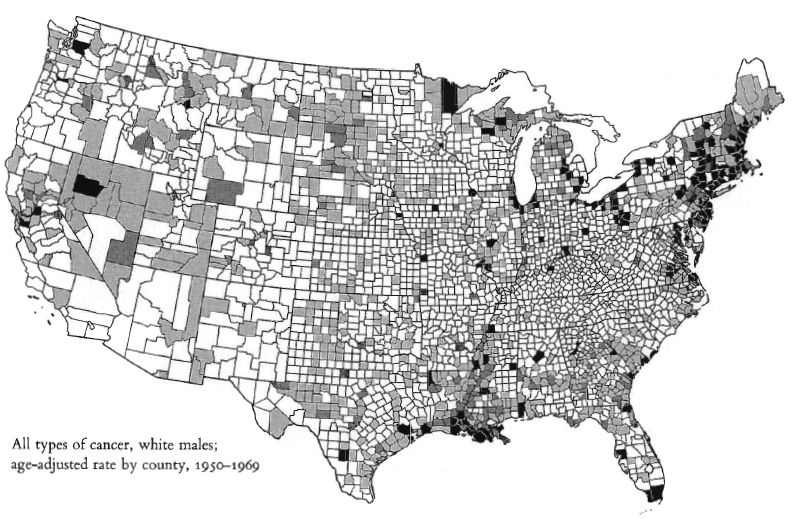 All types of cancer, white males;
age-adjusted rate by county, 1950–1969